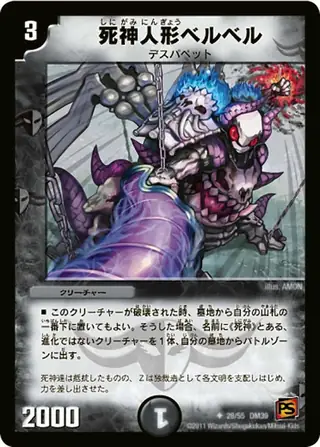 3
しにがみにんぎょう
死神人形ベルベル
デスパペット
illus. AMON
クリーチャー
■ このクリーチャーが破壊された時、墓地から自分の山札の
一番下に置いてもよい。そうした場合、名前に《死神》とある、
進化ではないクリーチャーを1体、自分の墓地からバトルゾー
ンに出す。
死神達は抵抗したものの、Zは独裁者として各文明を支配しはじめ、
力を差し出させた。
2000
1
PS
26/55 DM39
©2011 Wizards/Shogakukan/Mitsui-Kids